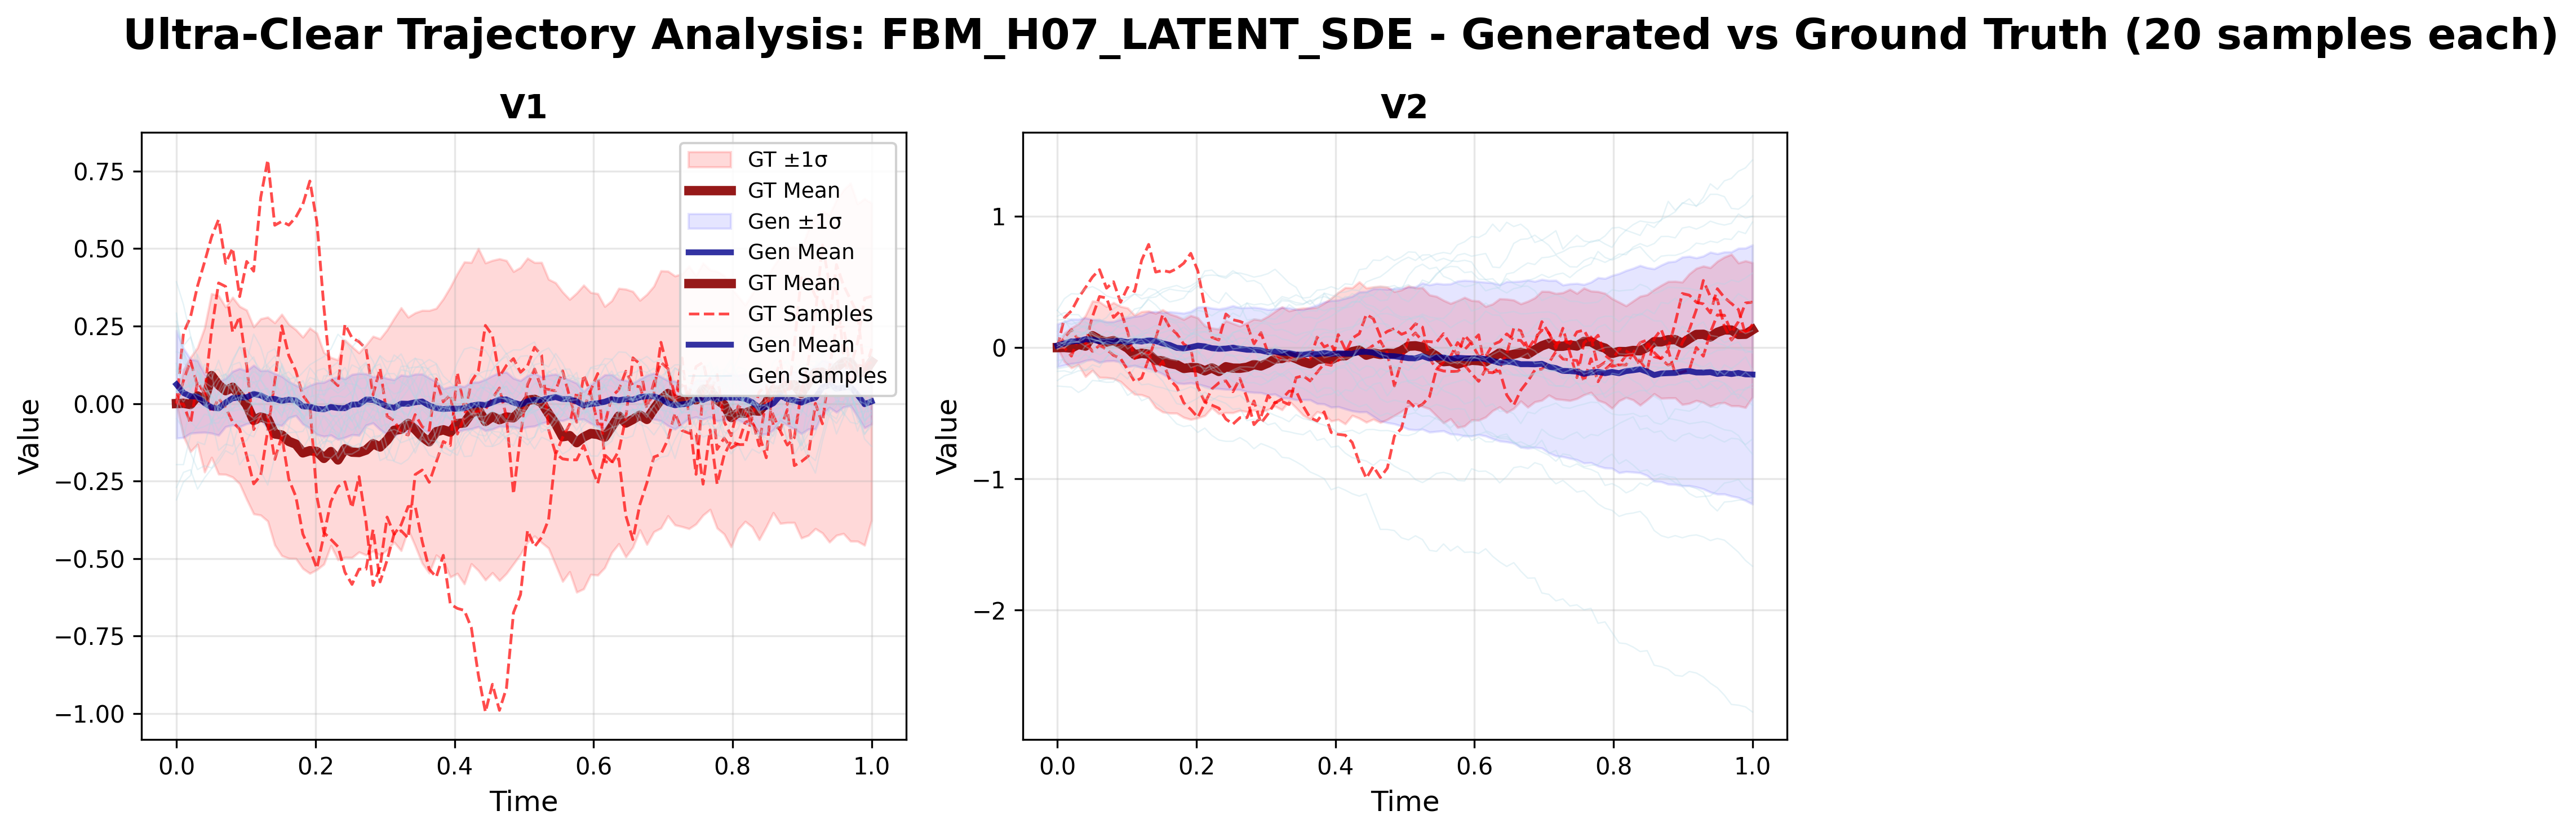 Ultra-Clear Trajectory Analysis: FBM_H07_LATENT_SDE - Generated vs Ground Truth (20 samples each)
V1
Value
0.75
0.50
0.25
0.00
−0.25
−0.50
−0.75
−1.00
GT ±1σ
GT Mean
Gen ±1σ
Gen Mean
GT Mean
GT Samples
Gen Mean
Gen Samples
0.0 0.2 0.4 0.6 0.8 1.0
Time
V2
Value
1
0
−1
−2
0.0 0.2 0.4 0.6 0.8 1.0
Time